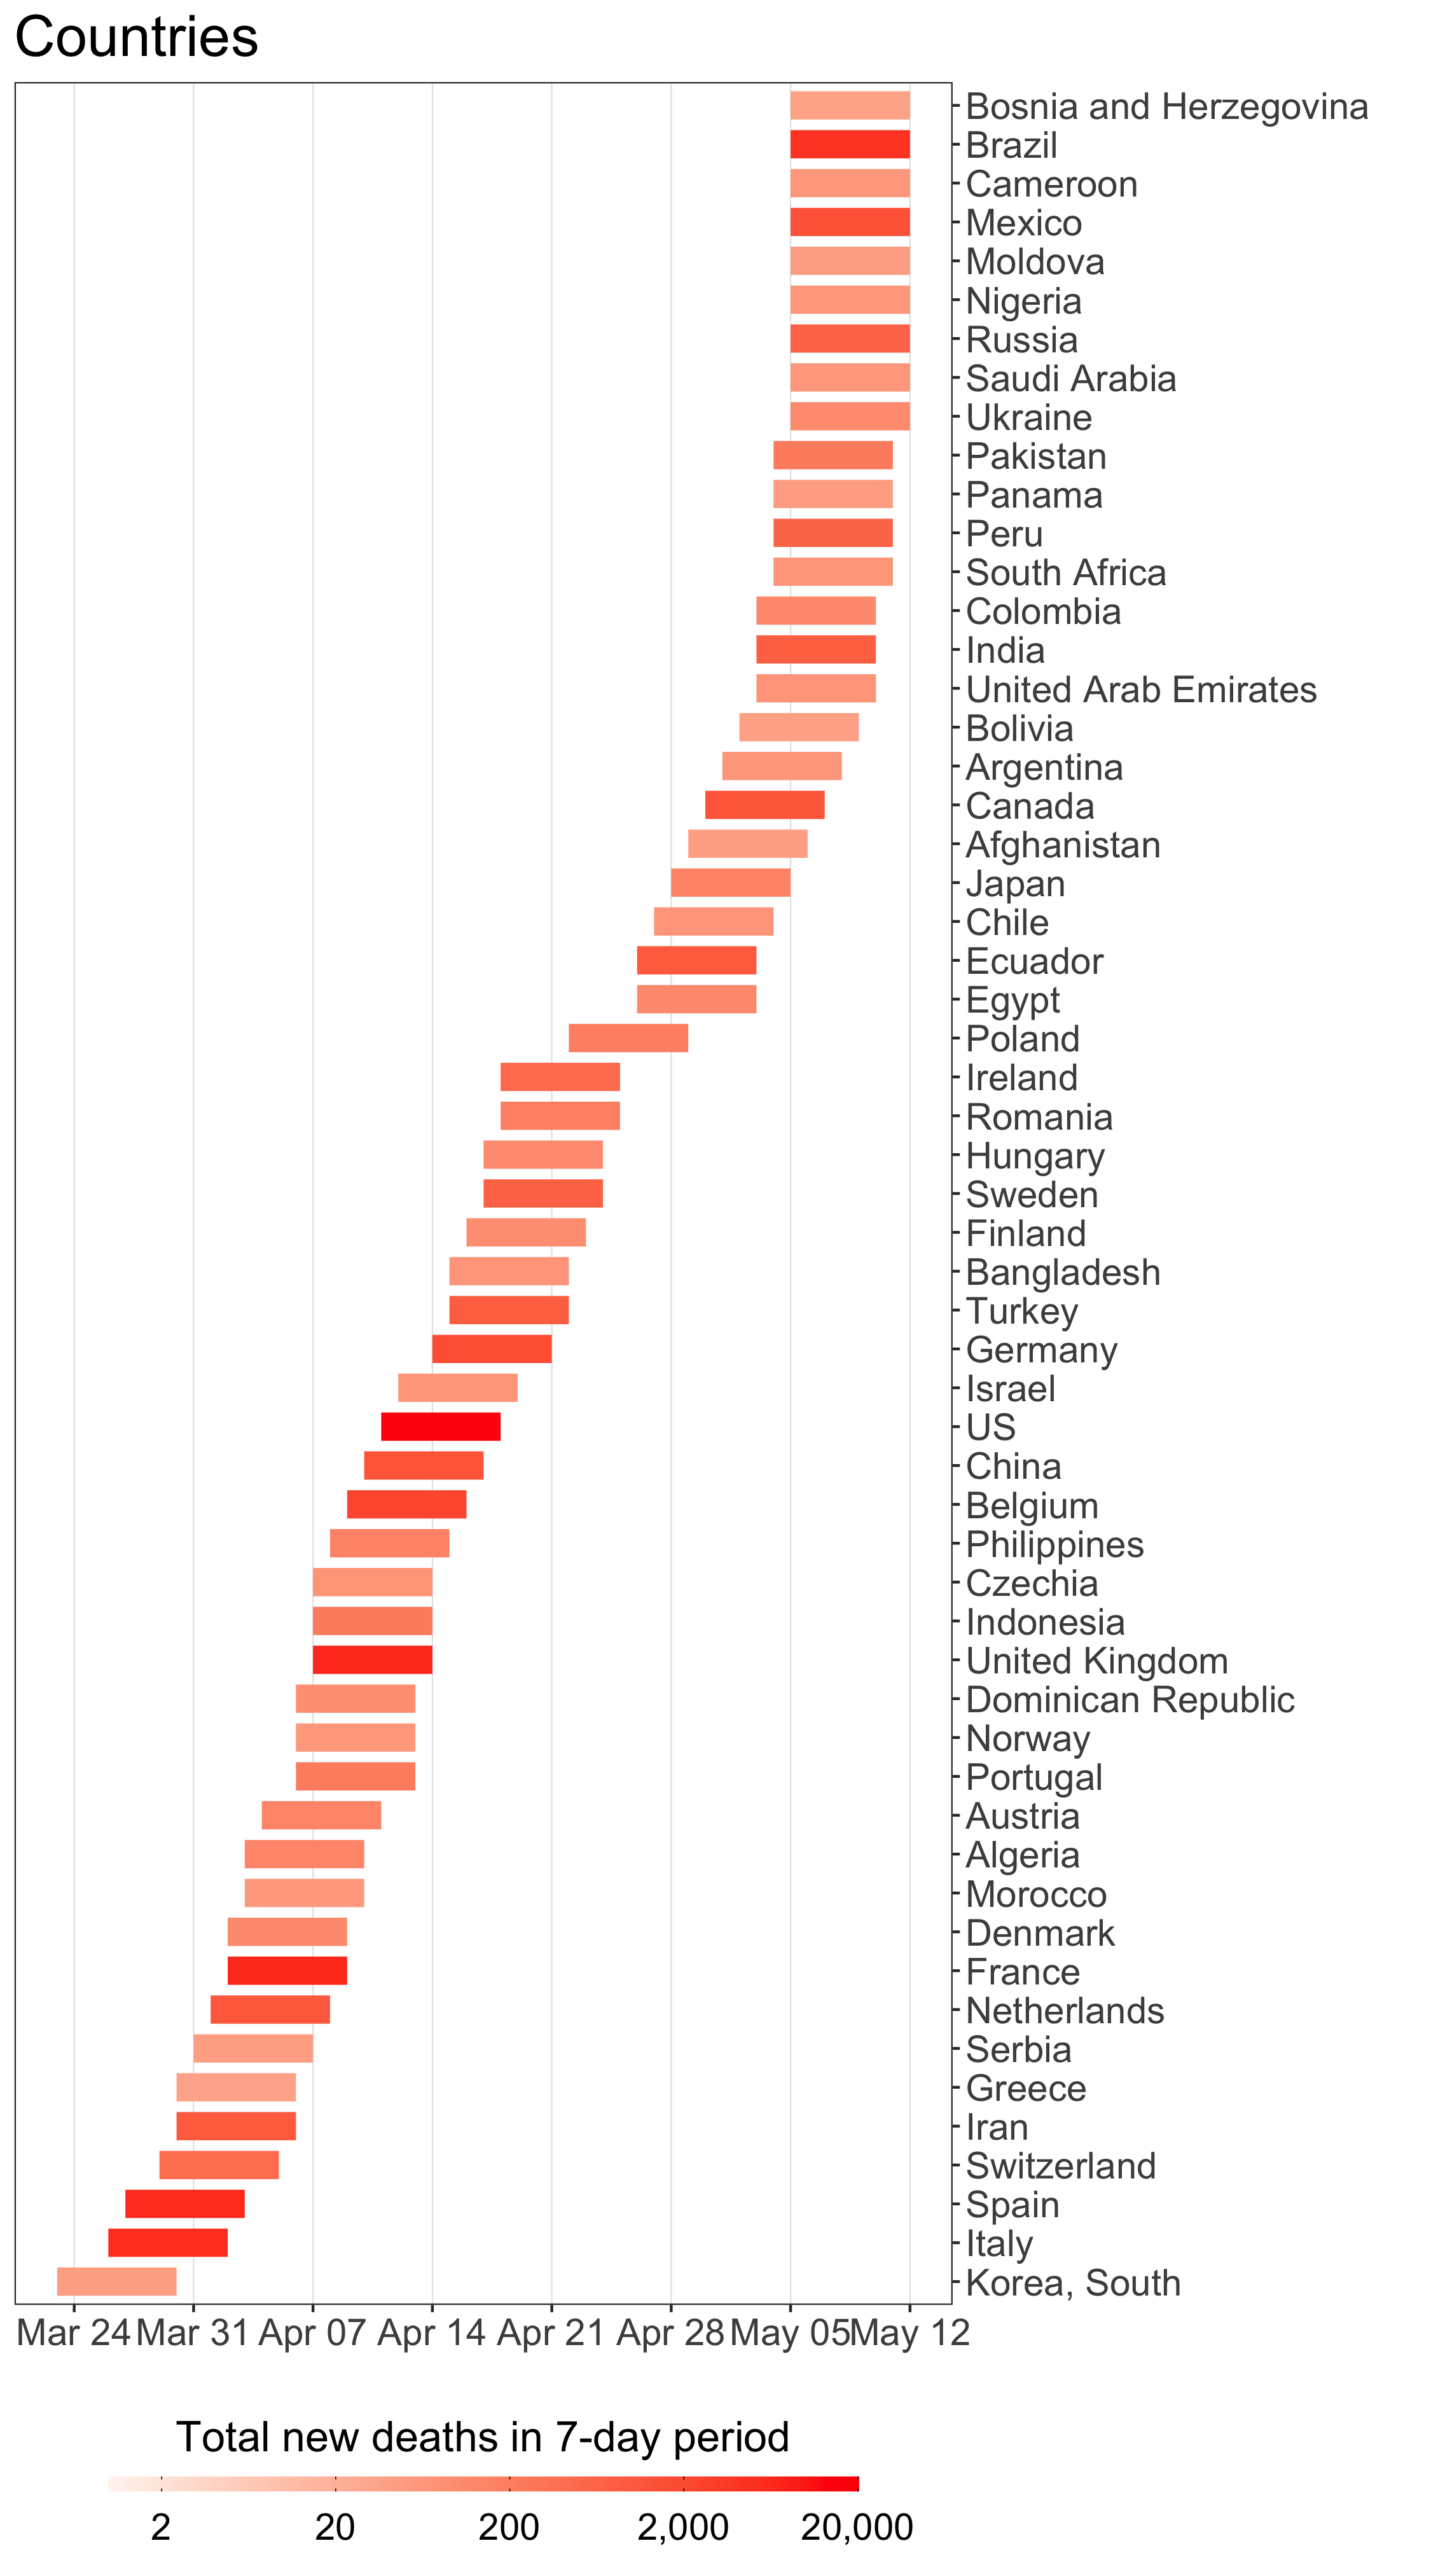 Countries
Bosnia and Herzegovina
Brazil
Cameroon
Mexico
Moldova
Nigeria
Russia
Saudi Arabia
Ukraine
Pakistan
Panama
Peru
South Africa
Colombia
India
United Arab Emirates
Bolivia
Argentina
Canada
Afghanistan
Japan
Chile
Ecuador
Egypt
Poland
Ireland
Romania
Hungary
Sweden
Finland
Bangladesh
Turkey
Germany
Israel
US
China
Belgium
Philippines
Czechia
Indonesia
United Kingdom
Dominican Republic
Norway
Portugal
Austria
Algeria
Morocco
Denmark
France
Netherlands
Serbia
Greece
Iran
Switzerland
Spain
Italy
Korea, South
Mar 24 Mar 31 Apr 07 Apr 14 Apr 21 Apr 28 May 05 May 12
Total new deaths in 7-day period
2 20 200 2,000 20,000